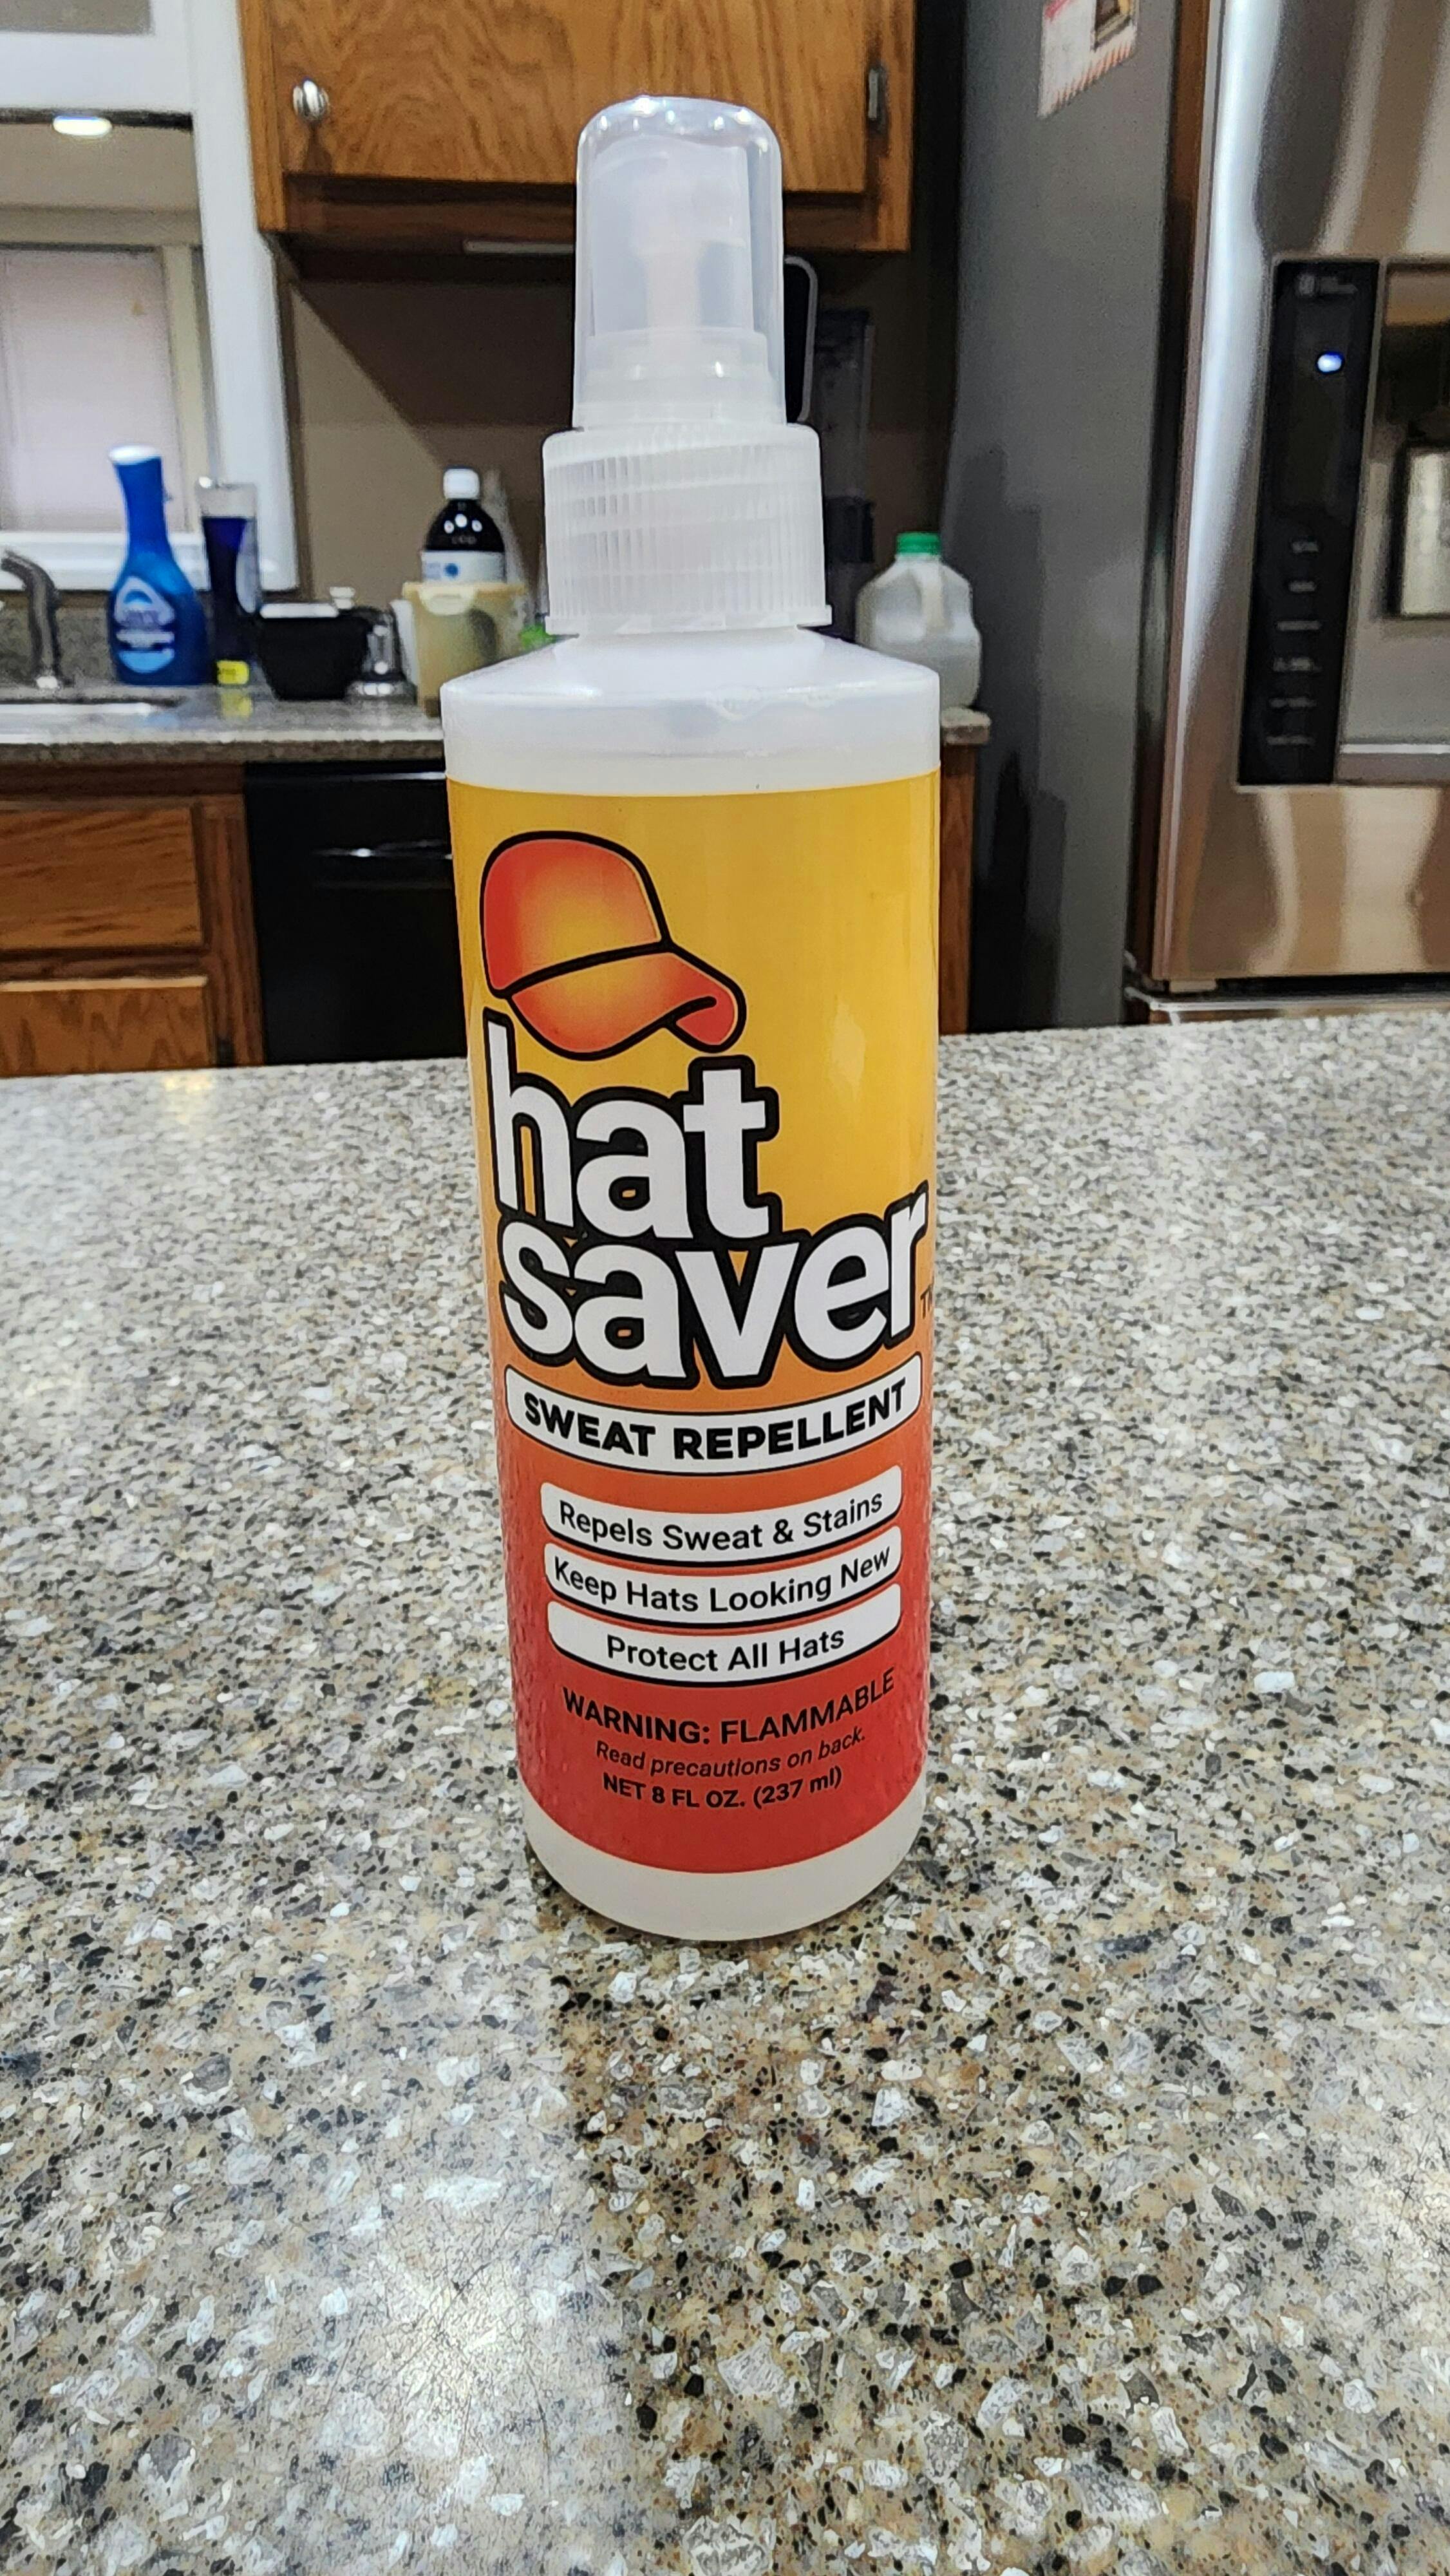 hat
saver
TM
SWEAT REPELLENT
Repels Sweat & Stains
Keep Hats Looking New
Protect All Hats
WARNING: FLAMMABLE
Read precautions on back.
NET 8 FL OZ. (237 ml)